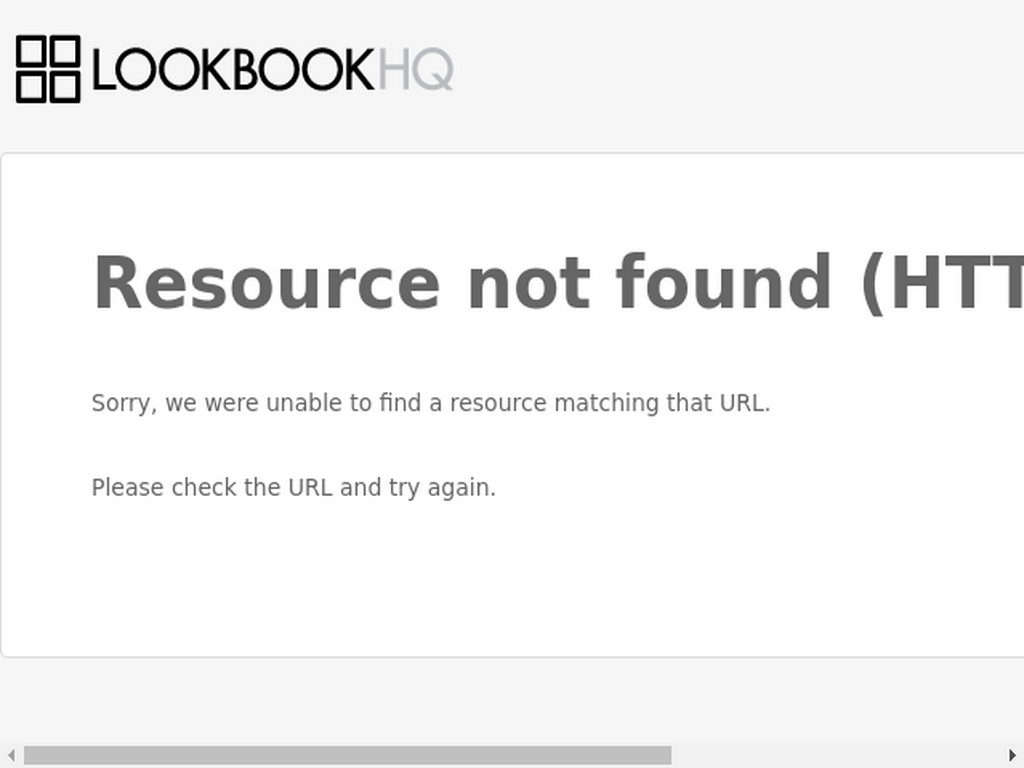 LOOKBOOKHQ
Resource not found (HTT
Sorry, we were unable to find a resource matching that URL.
Please check the URL and try again.